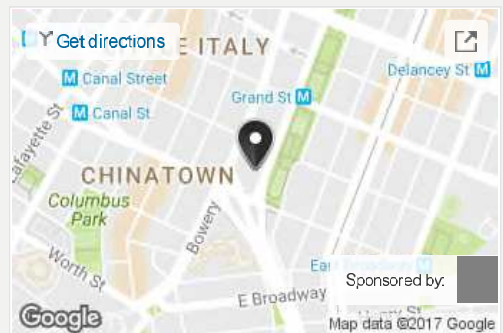 Get directions
E ITALY
Canal Street
Delancey St
Grand St
Canal St.
Lafayette St
CHINATOWN
Columbus
Park
Bowery
Worth St
Sponsored by:
E Broadway
Google
Map data ©2017 Google